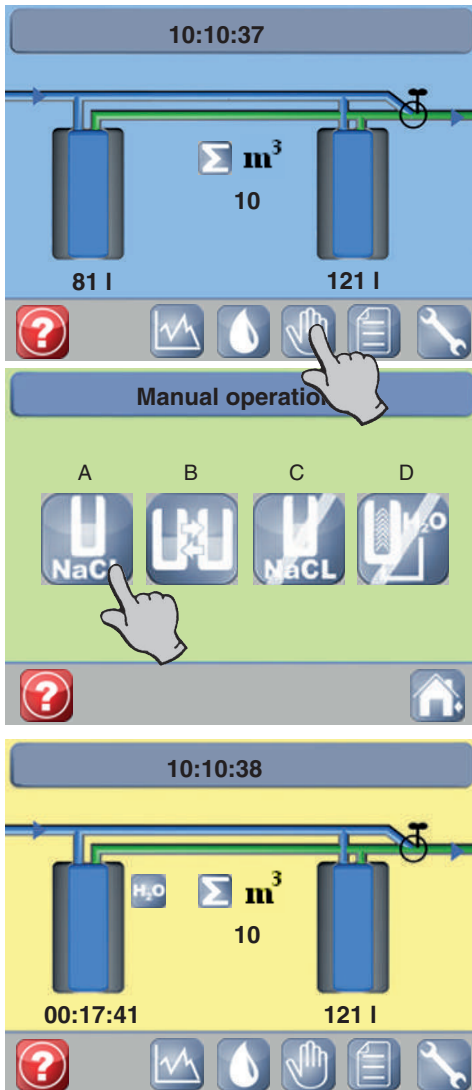 10:10:37
Σ m³
10
81 l
121 l
?
Manual operation
A B C D
NaCL NaCL H₂O
?
10:10:38
H₂O Σ m³
10
00:17:41
121 l
?